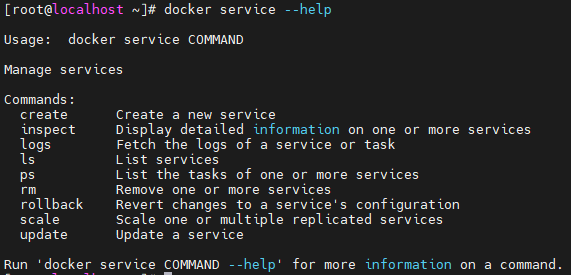 [root@localhost ~]# docker service --help
Usage:  docker service COMMAND
Manage services
Commands:
  create      Create a new service
  inspect     Display detailed information on one or more services
  logs        Fetch the logs of a service or task
  ls          List services
  ps          List the tasks of one or more services
  rm          Remove one or more services
  rollback    Revert changes to a service's configuration
  scale       Scale one or multiple replicated services
  update      Update a service
Run 'docker service COMMAND --help' for more information on a command.